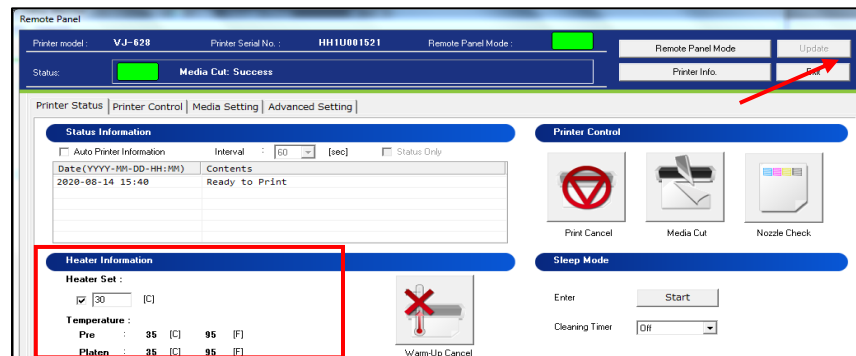 Remote Panel
Printer model : VJ-628 Printer Serial No. : HH1U001521 Remote Panel Mode :
Remote Panel Mode Update
Status: Media Cut: Success
Printer Info. Exit
Printer Status Printer Control Media Setting Advanced Setting
Status Information Printer Control
Auto Printer Information Interval : 60 [sec] Status Only
Date(YYYY-MM-DD-HH:MM) Contents
2020-08-14 15:40 Ready to Print
Print Cancel Media Cut Nozzle Check
Heater Information Sleep Mode
Heater Set :
30 [C]
Enter Start
Temperature :
Cleaning Timer Off
Pre : 35 [C] 95 [F]
Platen : 35 [C] 95 [F]
Warm-Up Cancel